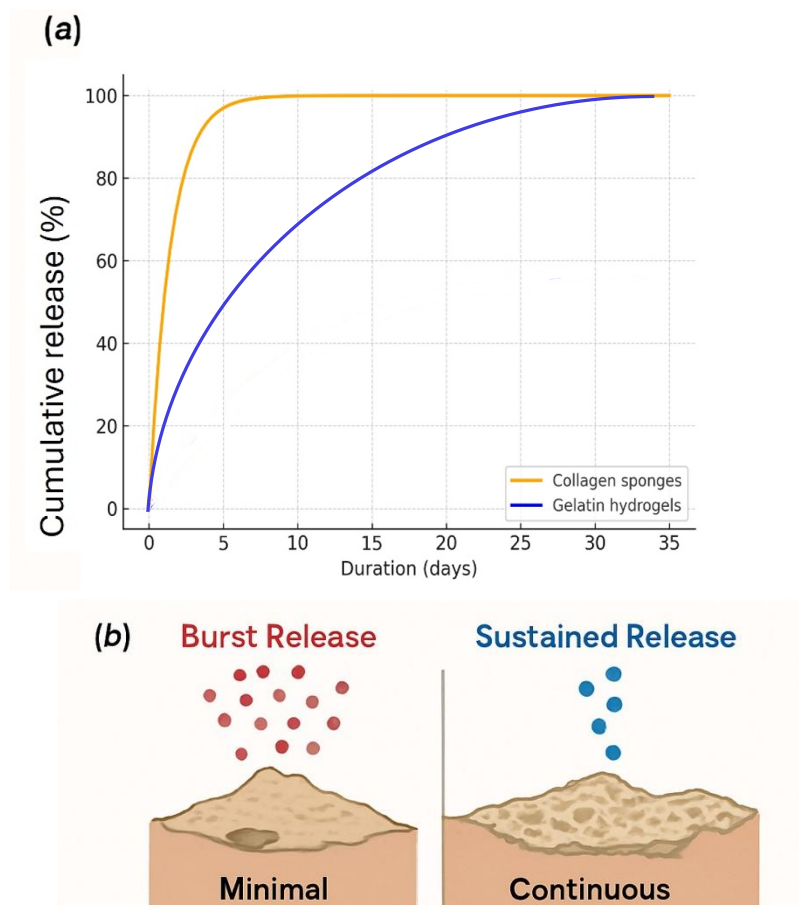 (a)
Cumulative release (%)
100
80
60
40
20
0
0 5 10 15 20 25 30 35
Duration (days)
Collagen sponges
Gelatin hydrogels
(b)
Burst Release
Sustained Release
Minimal
Continuous